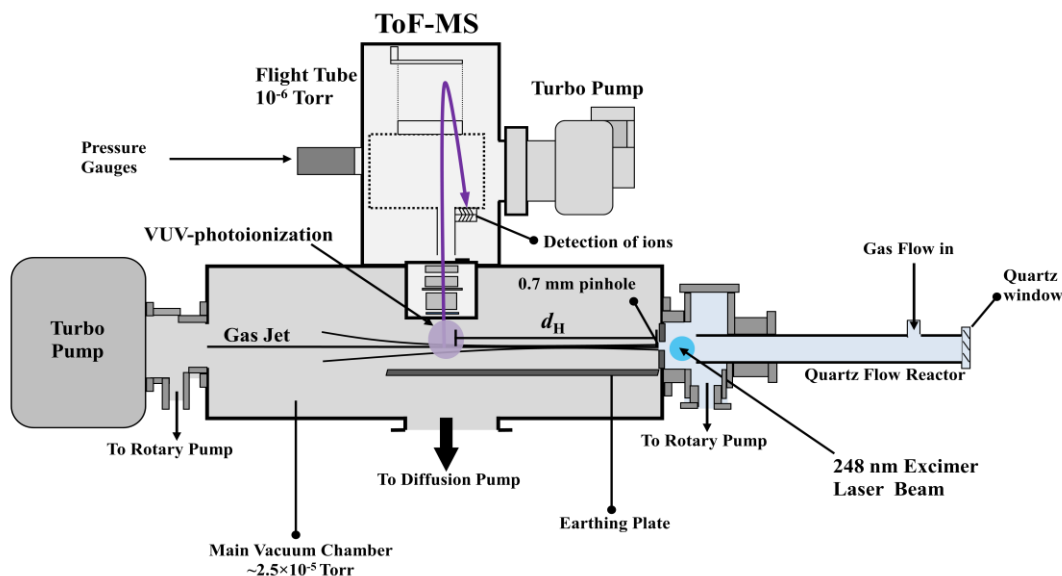 ToF-MS
Flight Tube
10⁻⁶ Torr
Turbo Pump
Pressure
Gauges
VUV-photoionization
Detection of ions
Gas Flow in
0.7 mm pinhole
Quartz
window
Turbo
Pump
Gas Jet
d_H
Quartz Flow Reactor
To Rotary Pump
To Rotary Pump
To Diffusion Pump
248 nm Excimer
Laser Beam
Earthing Plate
Main Vacuum Chamber
~2.5×10⁻⁵ Torr